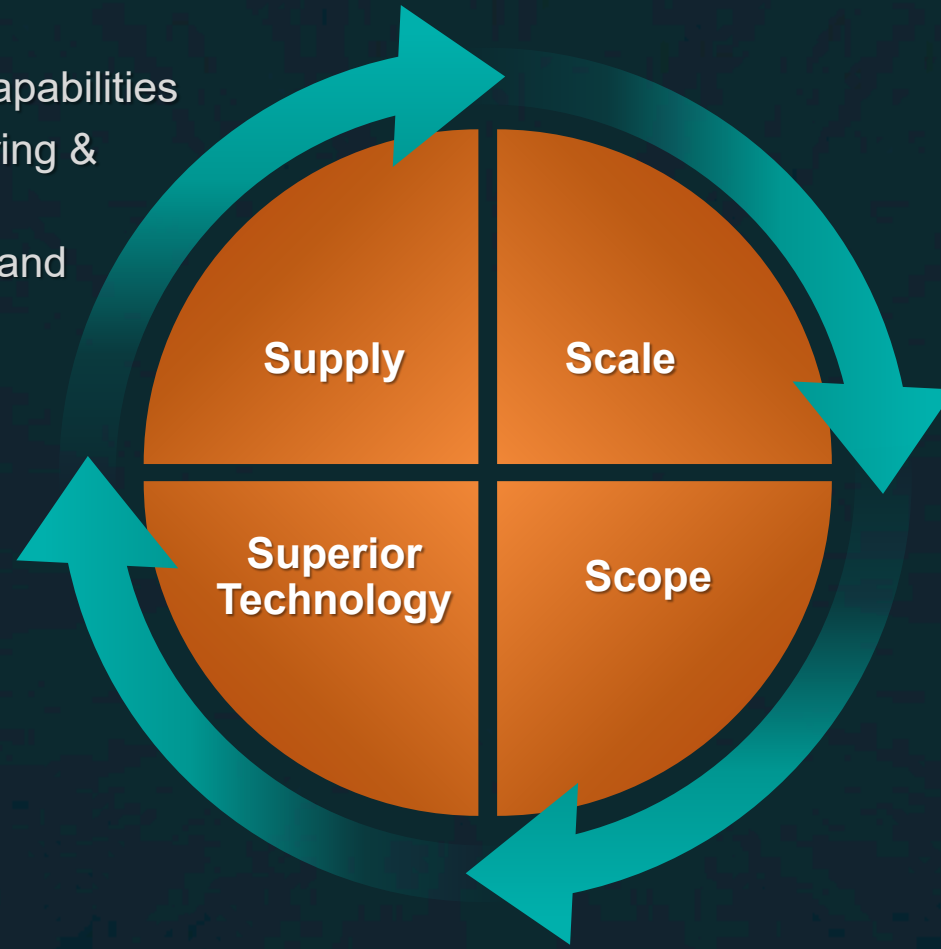 apabilities
ing &
and
Supply
Scale
Superior
Technology
Scope